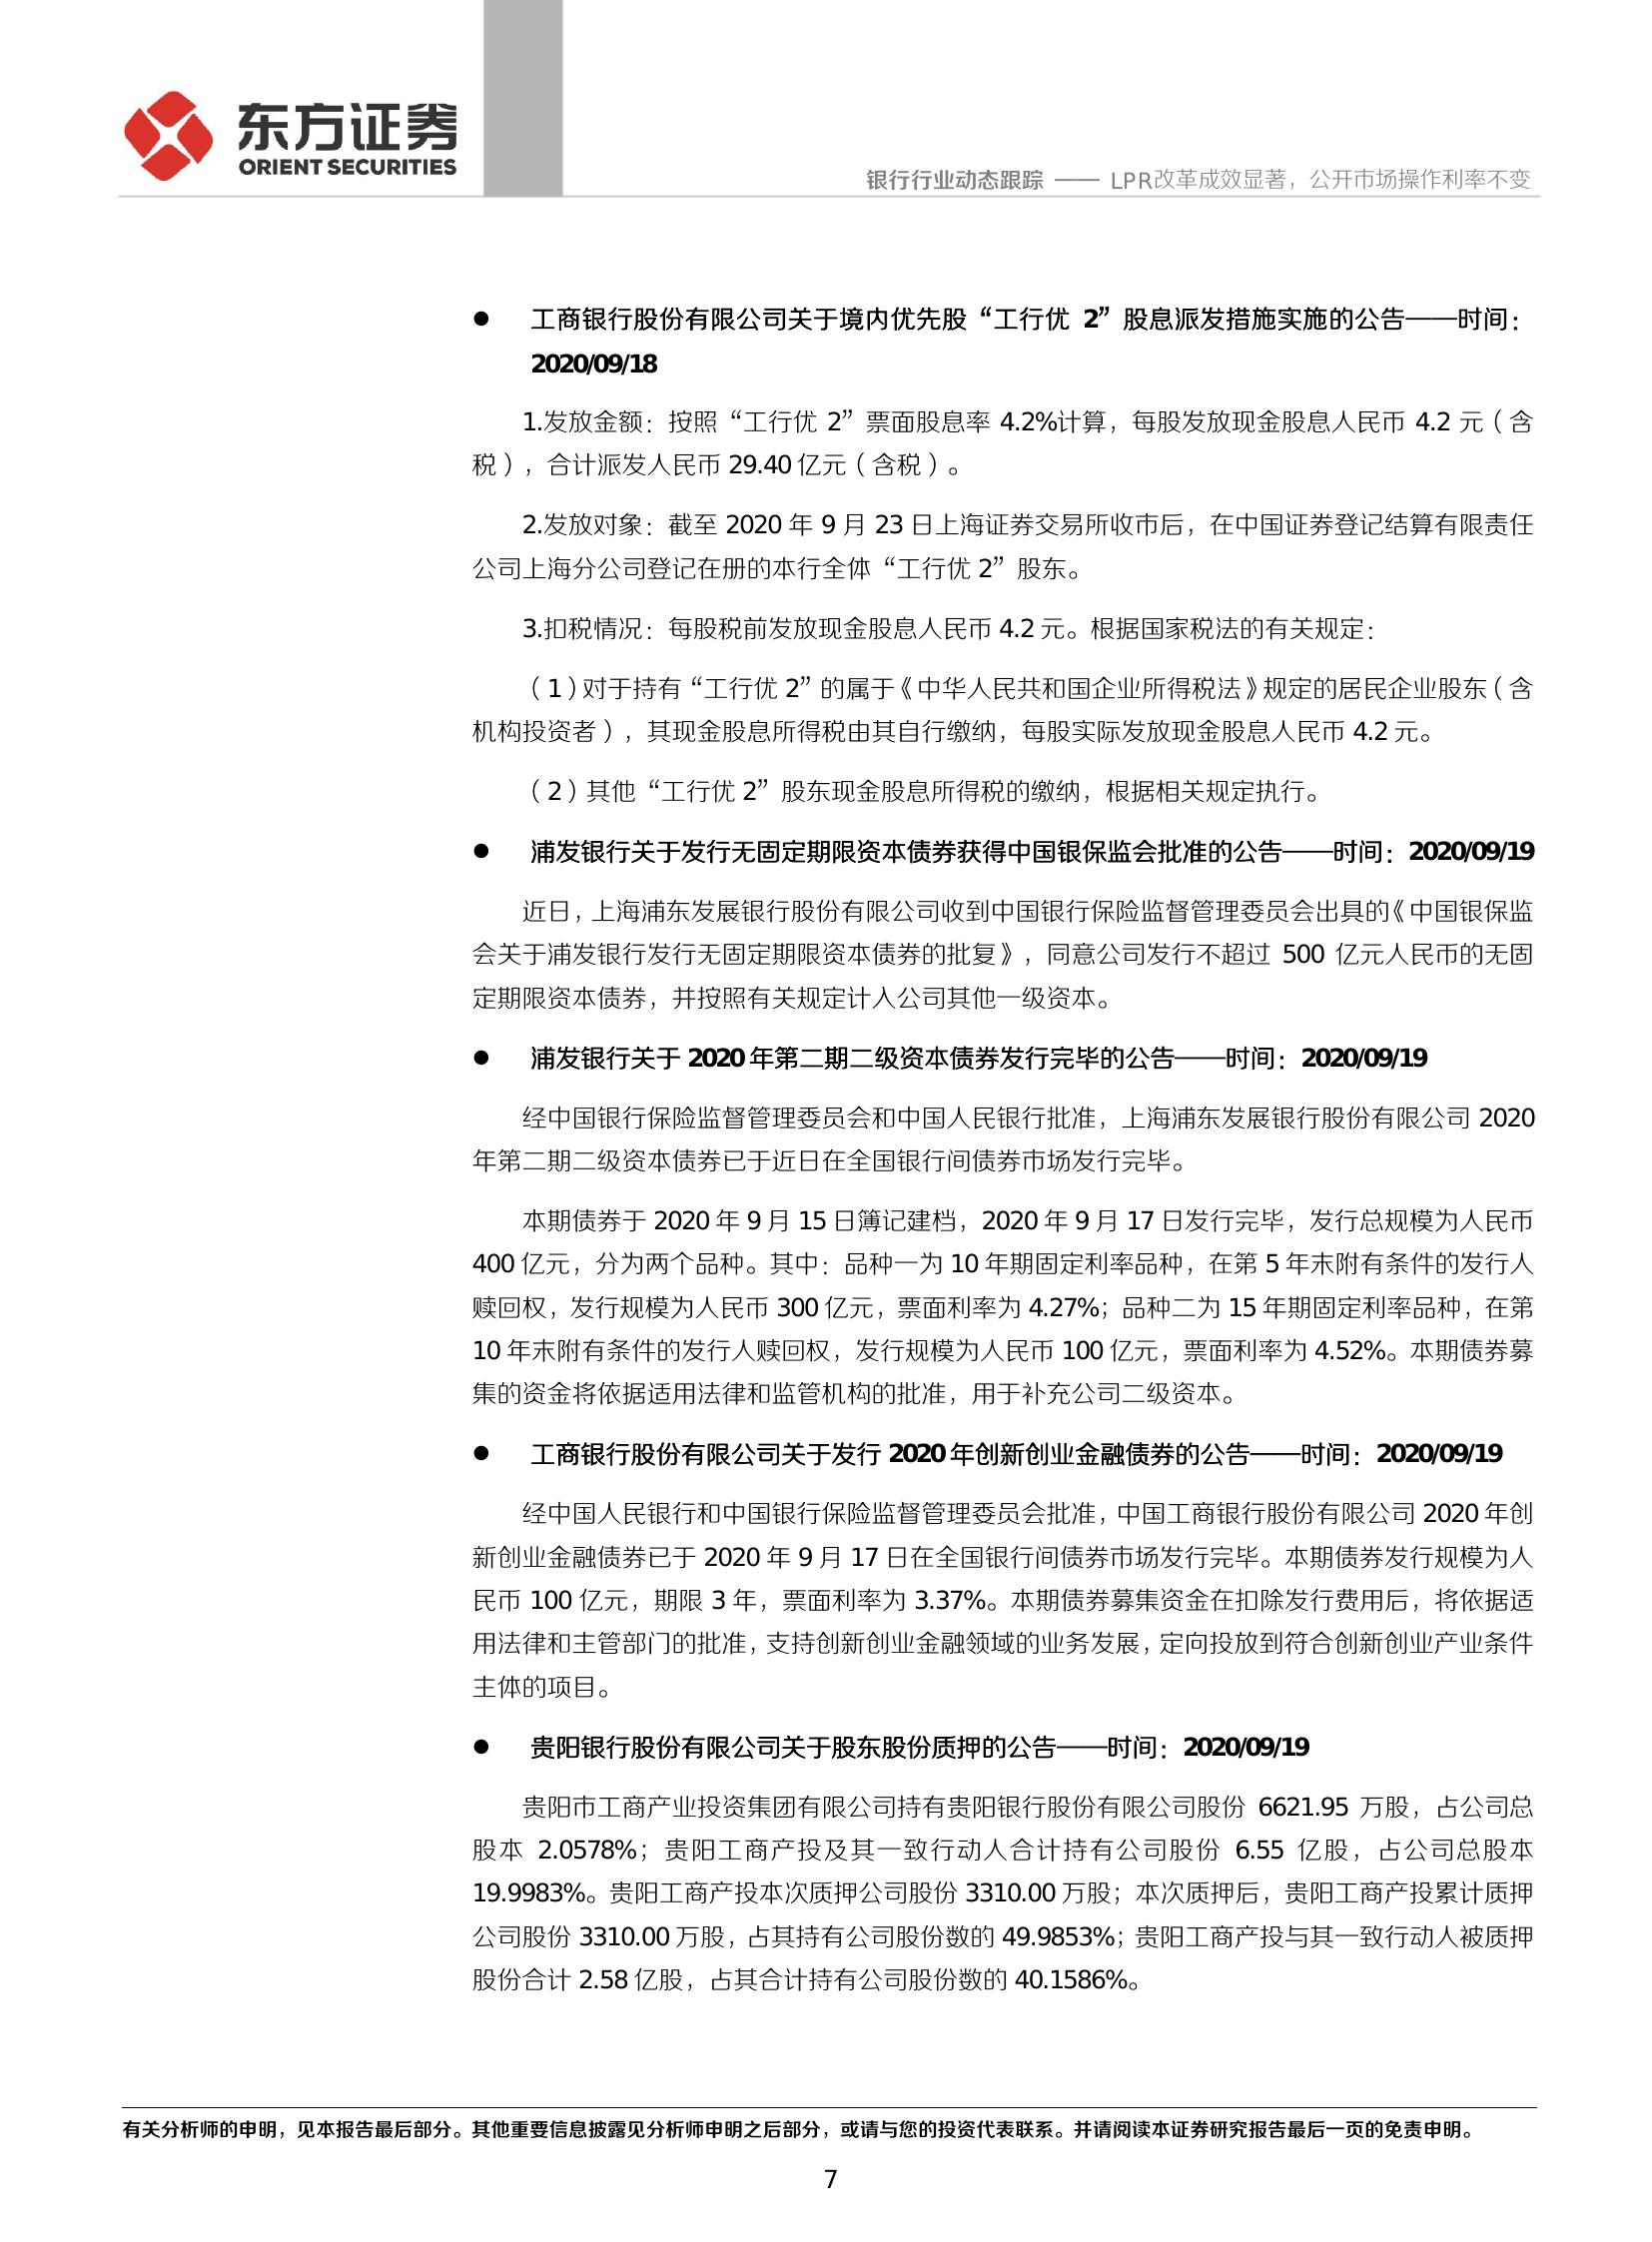 东方证券
ORIENT SECURITIES
银行行业动态跟踪 —— LPR改革成效显著，公开市场操作利率不变
● 工商银行股份有限公司关于境内优先股“工行优 2”股息派发措施实施的公告——时间：
2020/09/18
1.发放金额：按照“工行优 2”票面股息率 4.2%计算，每股发放现金股息人民币 4.2 元（含
税），合计派发人民币 29.40 亿元（含税）。
2.发放对象：截至 2020 年 9 月 23 日上海证券交易所收市后，在中国证券登记结算有限责任
公司上海分公司登记在册的本行全体“工行优 2”股东。
3.扣税情况：每股税前发放现金股息人民币 4.2 元。根据国家税法的有关规定：
（1）对于持有“工行优 2”的属于《中华人民共和国企业所得税法》规定的居民企业股东（含
机构投资者），其现金股息所得税由其自行缴纳，每股实际发放现金股息人民币 4.2 元。
（2）其他“工行优 2”股东现金股息所得税的缴纳，根据相关规定执行。
● 浦发银行关于发行无固定期限资本债券获得中国银保监会批准的公告——时间：2020/09/19
近日，上海浦东发展银行股份有限公司收到中国银行保险监督管理委员会出具的《中国银保监
会关于浦发银行发行无固定期限资本债券的批复》，同意公司发行不超过 500 亿元人民币的无固
定期限资本债券，并按照有关规定计入公司其他一级资本。
● 浦发银行关于 2020 年第二期二级资本债券发行完毕的公告——时间：2020/09/19
经中国银行保险监督管理委员会和中国人民银行批准，上海浦东发展银行股份有限公司 2020
年第二期二级资本债券已于近日在全国银行间债券市场发行完毕。
本期债券于 2020 年 9 月 15 日簿记建档，2020 年 9 月 17 日发行完毕，发行总规模为人民币
400 亿元，分为两个品种。其中：品种一为 10 年期固定利率品种，在第 5 年末附有条件的发行人
赎回权，发行规模为人民币 300 亿元，票面利率为 4.27%；品种二为 15 年期固定利率品种，在第
10 年末附有条件的发行人赎回权，发行规模为人民币 100 亿元，票面利率为 4.52%。本期债券募
集的资金将依据适用法律和监管机构的批准，用于补充公司二级资本。
● 工商银行股份有限公司关于发行 2020 年创新创业金融债券的公告——时间：2020/09/19
经中国人民银行和中国银行保险监督管理委员会批准，中国工商银行股份有限公司 2020 年创
新创业金融债券已于 2020 年 9 月 17 日在全国银行间债券市场发行完毕。本期债券发行规模为人
民币 100 亿元，期限 3 年，票面利率为 3.37%。本期债券募集资金在扣除发行费用后，将依据适
用法律和主管部门的批准，支持创新创业金融领域的业务发展，定向投放到符合创新创业产业条件
主体的项目。
● 贵阳银行股份有限公司关于股东股份质押的公告——时间：2020/09/19
贵阳市工商产业投资集团有限公司持有贵阳银行股份有限公司股份 6621.95 万股，占公司总
股本 2.0578%；贵阳工商产投及其一致行动人合计持有公司股份 6.55 亿股，占公司总股本
19.9983%。贵阳工商产投本次质押公司股份 3310.00 万股；本次质押后，贵阳工商产投累计质押
公司股份 3310.00 万股，占其持有公司股份数的 49.9853%；贵阳工商产投与其一致行动人被质押
股份合计 2.58 亿股，占其合计持有公司股份数的 40.1586%。
有关分析师的申明，见本报告最后部分。其他重要信息披露见分析师申明之后部分，或请与您的投资代表联系。并请阅读本证券研究报告最后一页的免责申明。
7